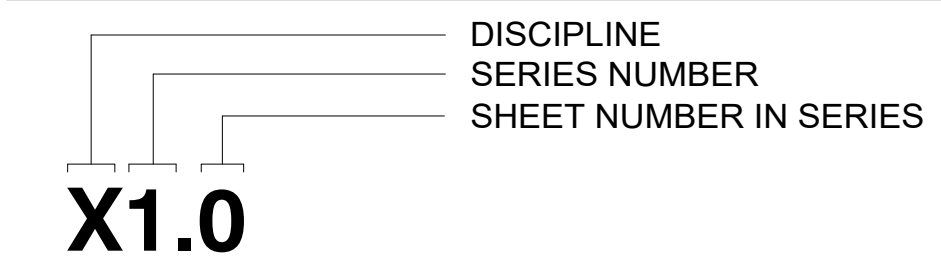 DISCIPLINE
SERIES NUMBER
SHEET NUMBER IN SERIES
X1.0